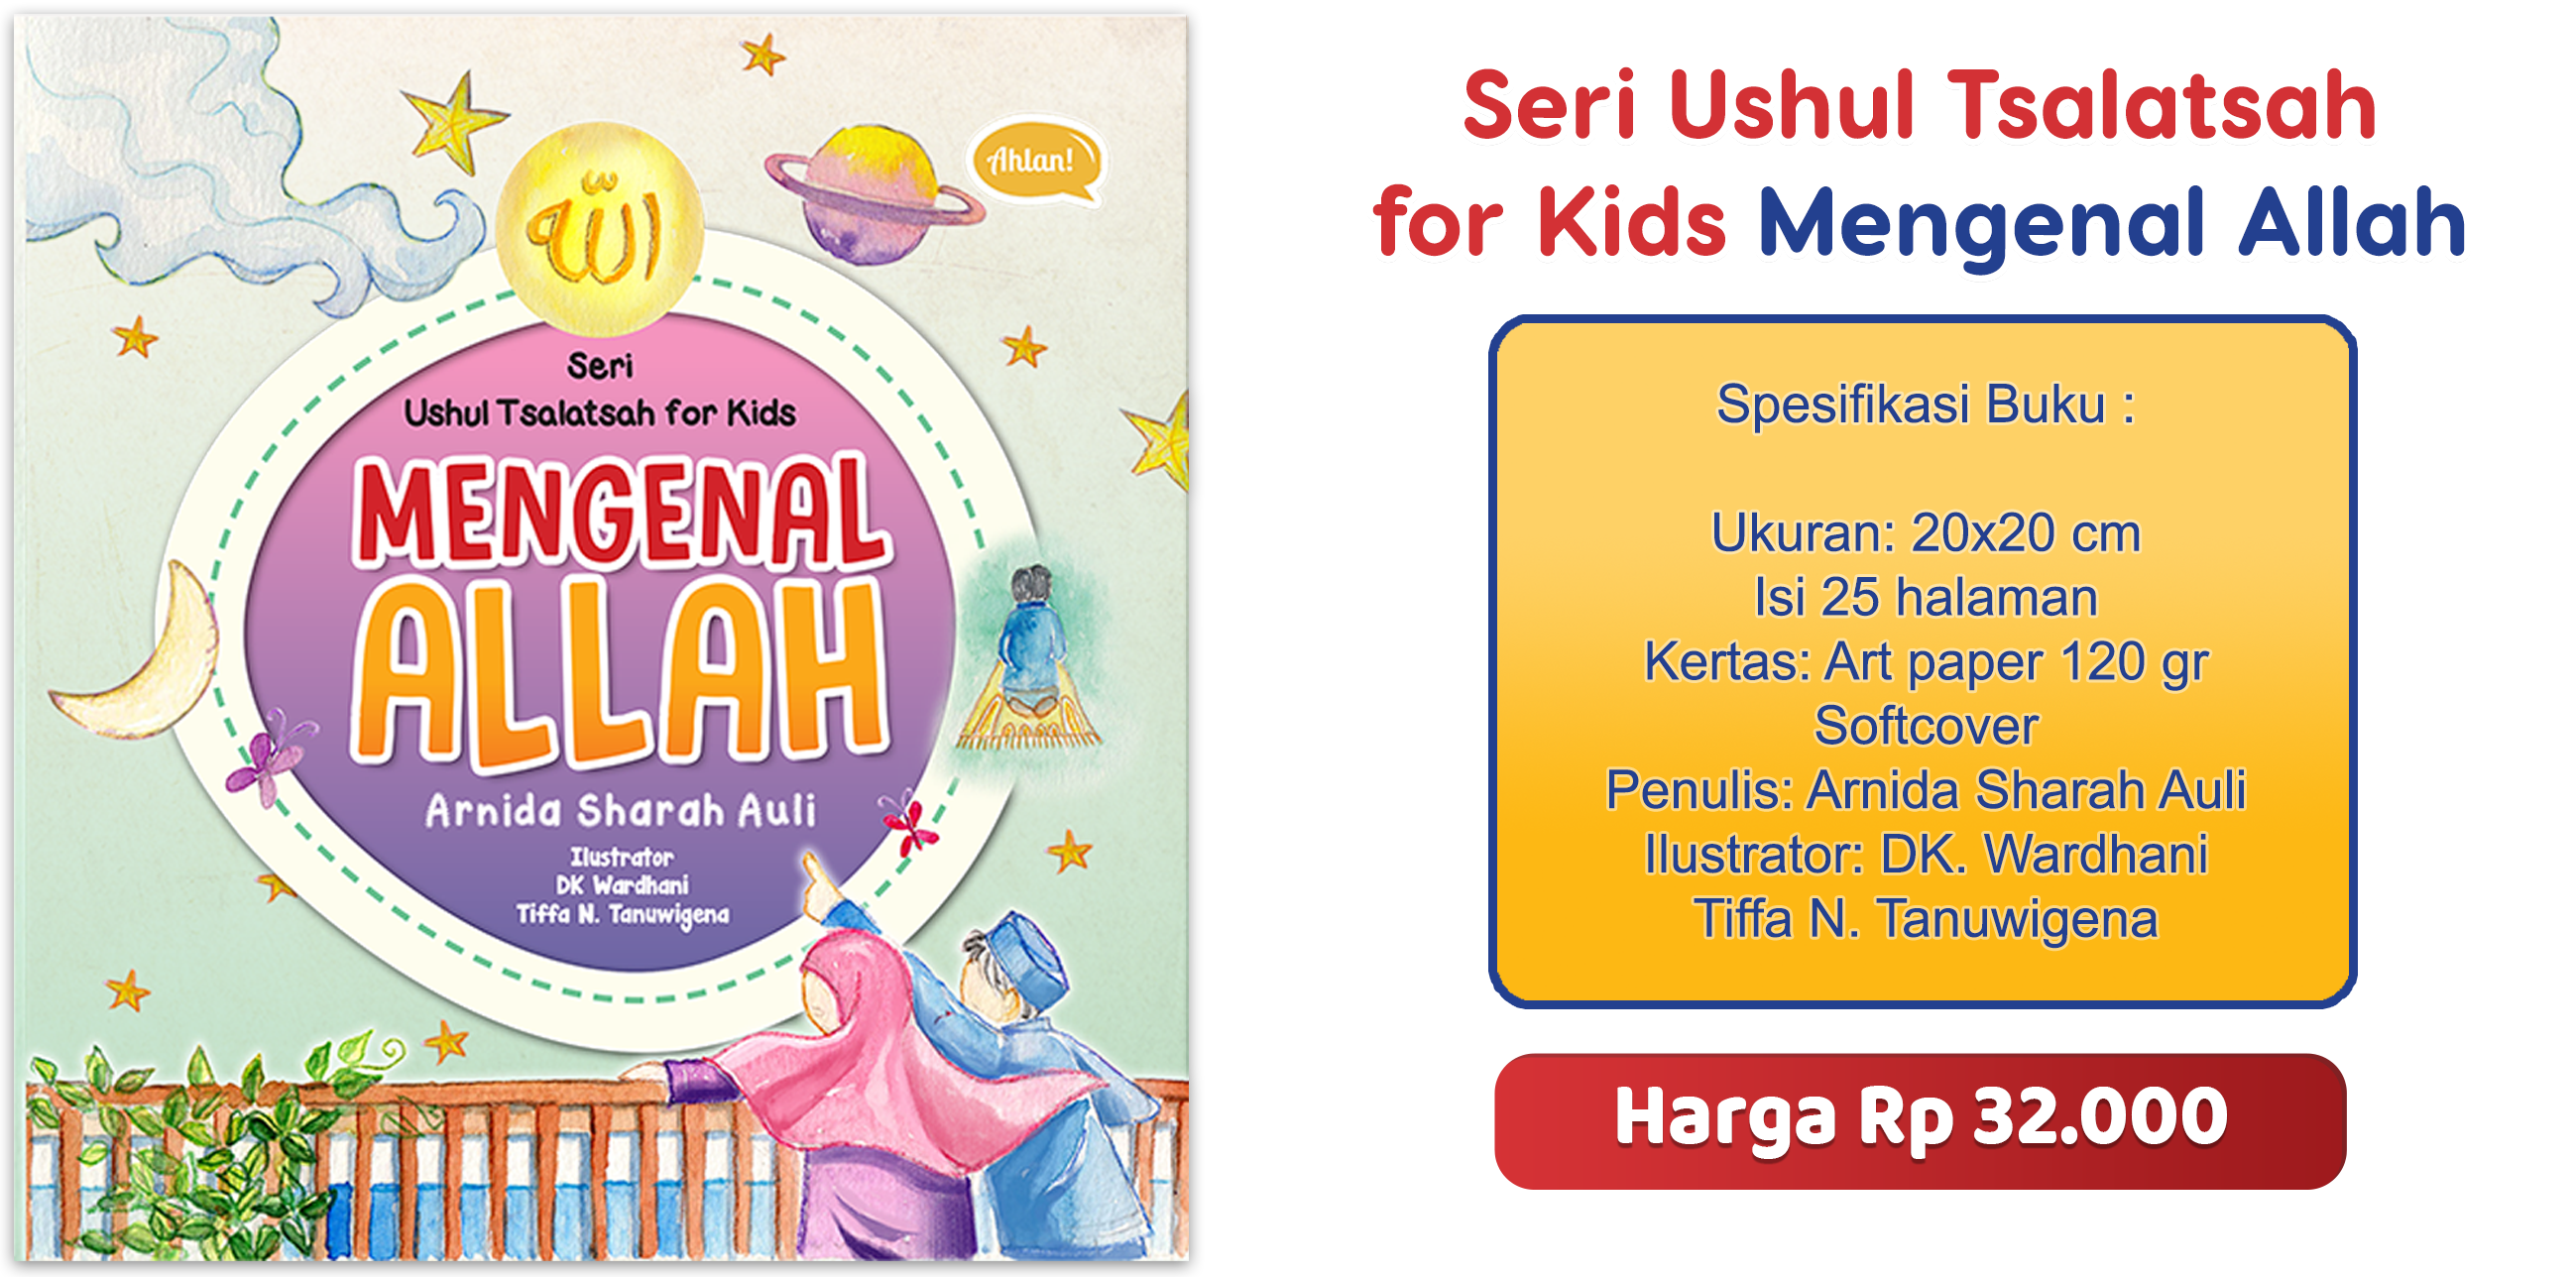 Ahlan!
الله
Seri
Ushul Tsalatsah for Kids
MENGENAL
ALLAH
Arnida Sharah Auli
Ilustrator
DK Wardhani
Tiffa N. Tanuwigena
Seri Ushul Tsalatsah
for Kids Mengenal Allah
Spesifikasi Buku :
Ukuran: 20x20 cm
Isi 25 halaman
Kertas: Art paper 120 gr
Softcover
Penulis: Arnida Sharah Auli
Ilustrator: DK. Wardhani
Tiffa N. Tanuwigena
Harga Rp 32.000